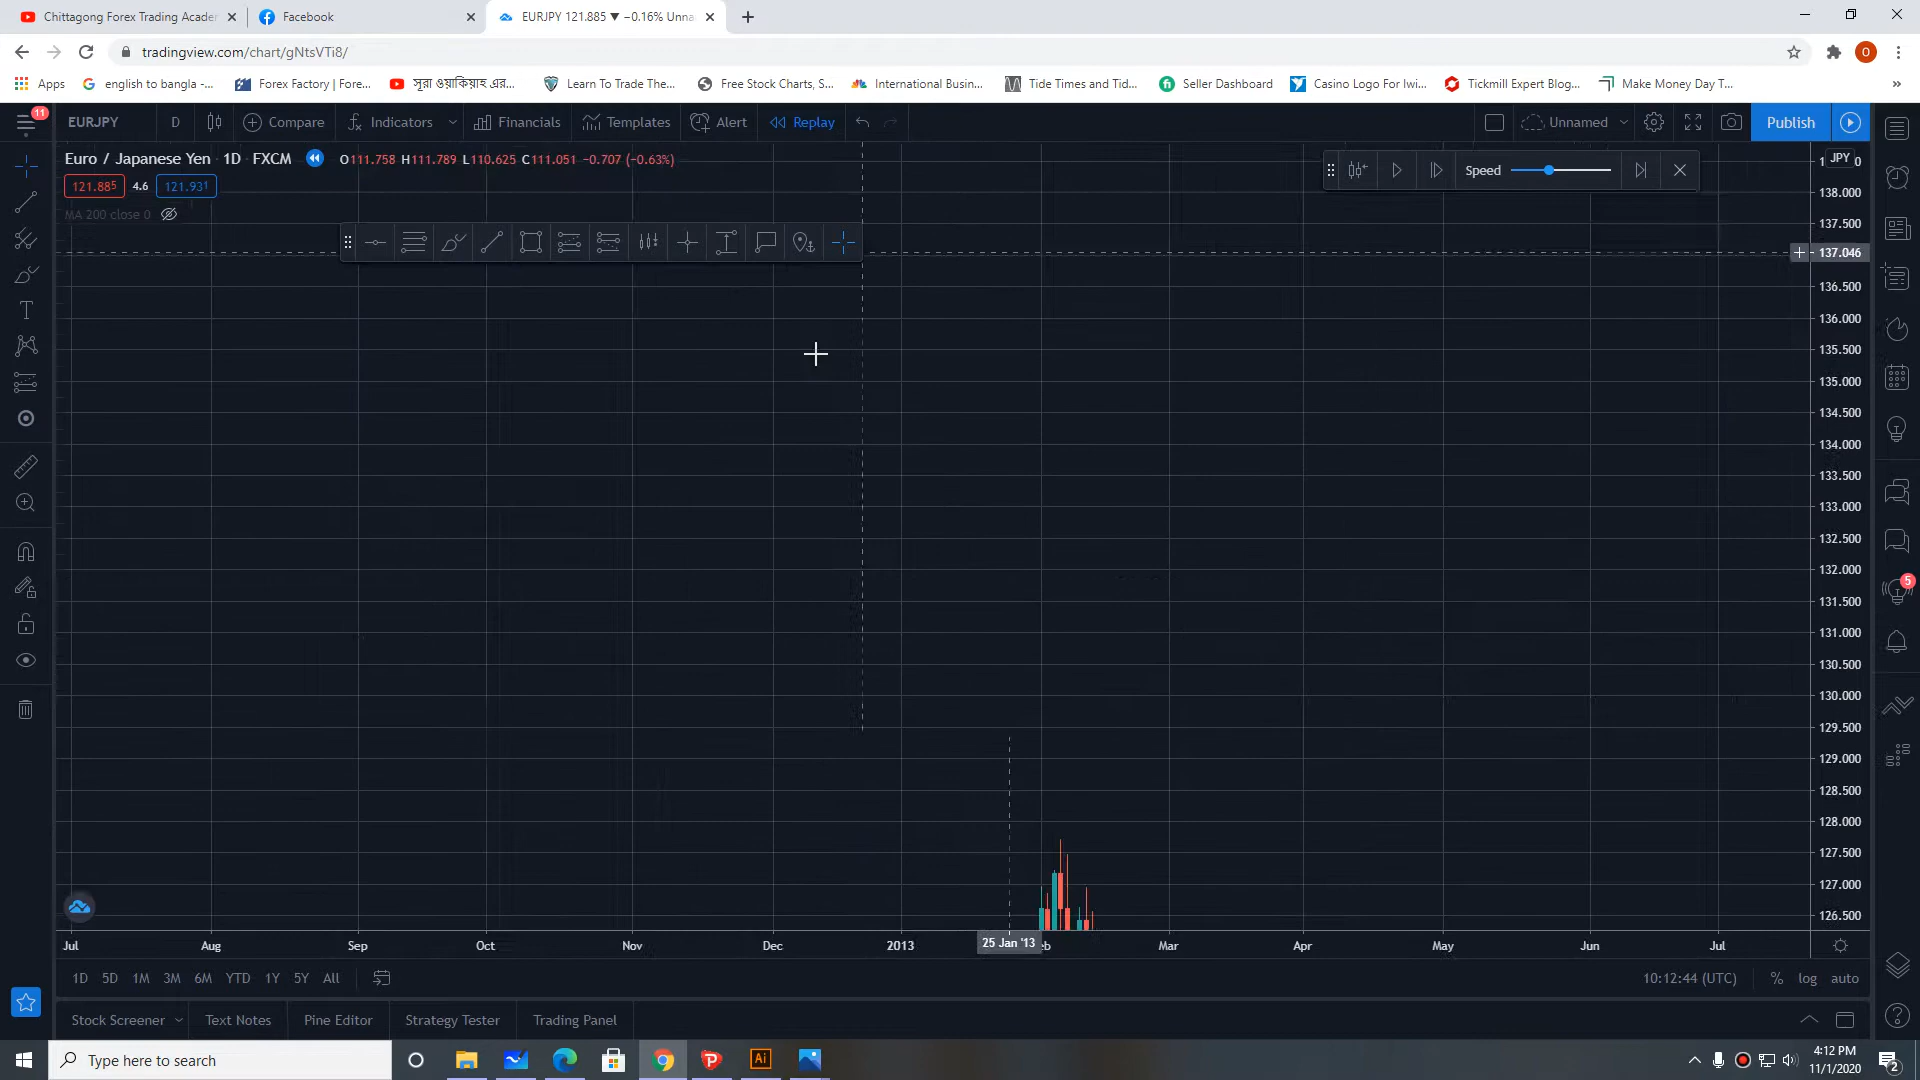 Chittagong Forex Trading Acader
Facebook
EURJPY 121.885 ▼ −0.16% Unna
tradingview.com/chart/gNtsVTi8/
O
Apps
english to bangla -...
Forex Factory | Fore...
সূরা ওয়াকিয়াহ এর...
Learn To Trade The...
Free Stock Charts, S...
International Busin...
Tide Times and Tid...
Seller Dashboard
Casino Logo For Iwi...
Tickmill Expert Blog...
Make Money Day T...
»
11
EURJPY
D
Compare
Indicators
Financials
Templates
Alert
Replay
Unnamed
Publish
Euro / Japanese Yen · 1D · FXCM
O111.758 H111.789 L110.625 C111.051 −0.707 (−0.63%)
121.885
4.6
121.931
MA 200 close 0
Speed
JPY
138.000
137.500
137.046
136.500
136.000
135.500
135.000
134.500
134.000
133.500
133.000
132.500
132.000
131.500
131.000
130.500
130.000
129.500
129.000
128.500
128.000
127.500
127.000
126.500
5
Jul
Aug
Sep
Oct
Nov
Dec
2013
25 Jan '13
eb
Mar
Apr
May
Jun
Jul
1D
5D
1M
3M
6M
YTD
1Y
5Y
All
10:12:44 (UTC)
%
log
auto
Stock Screener
Text Notes
Pine Editor
Strategy Tester
Trading Panel
Type here to search
Ai
4:12 PM
11/1/2020
2